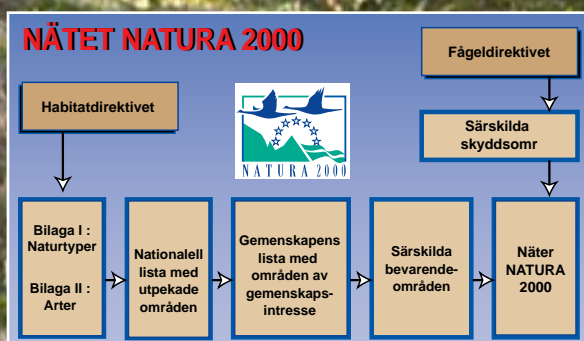 NÄTET NATURA 2000
Fågeldirektivet
Habitatdirektivet
NATURA 2000
Särskilda
skyddsomr
Bilaga I :
Naturtyper
Bilaga II :
Arter
Nationell
lista med
utpekade
områden
Gemenskapens
lista med
områden av
gemenskaps-
intresse
Särskilda
bevarende-
områden
Näter
NATURA
2000